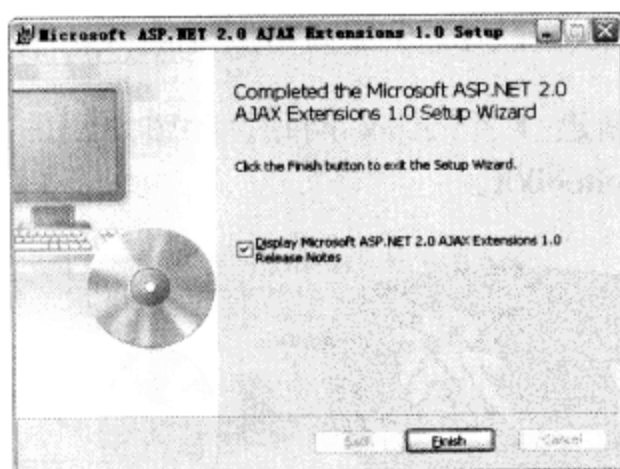 Microsoft ASP.NET 2.0 AJAX Extensions 1.0 Setup
Completed the Microsoft ASP.NET 2.0
AJAX Extensions 1.0 Setup Wizard
Click the Finish button to exit the Setup Wizard.
Display Microsoft ASP.NET 2.0 AJAX Extensions 1.0
Release Notes
Back Finish Cancel